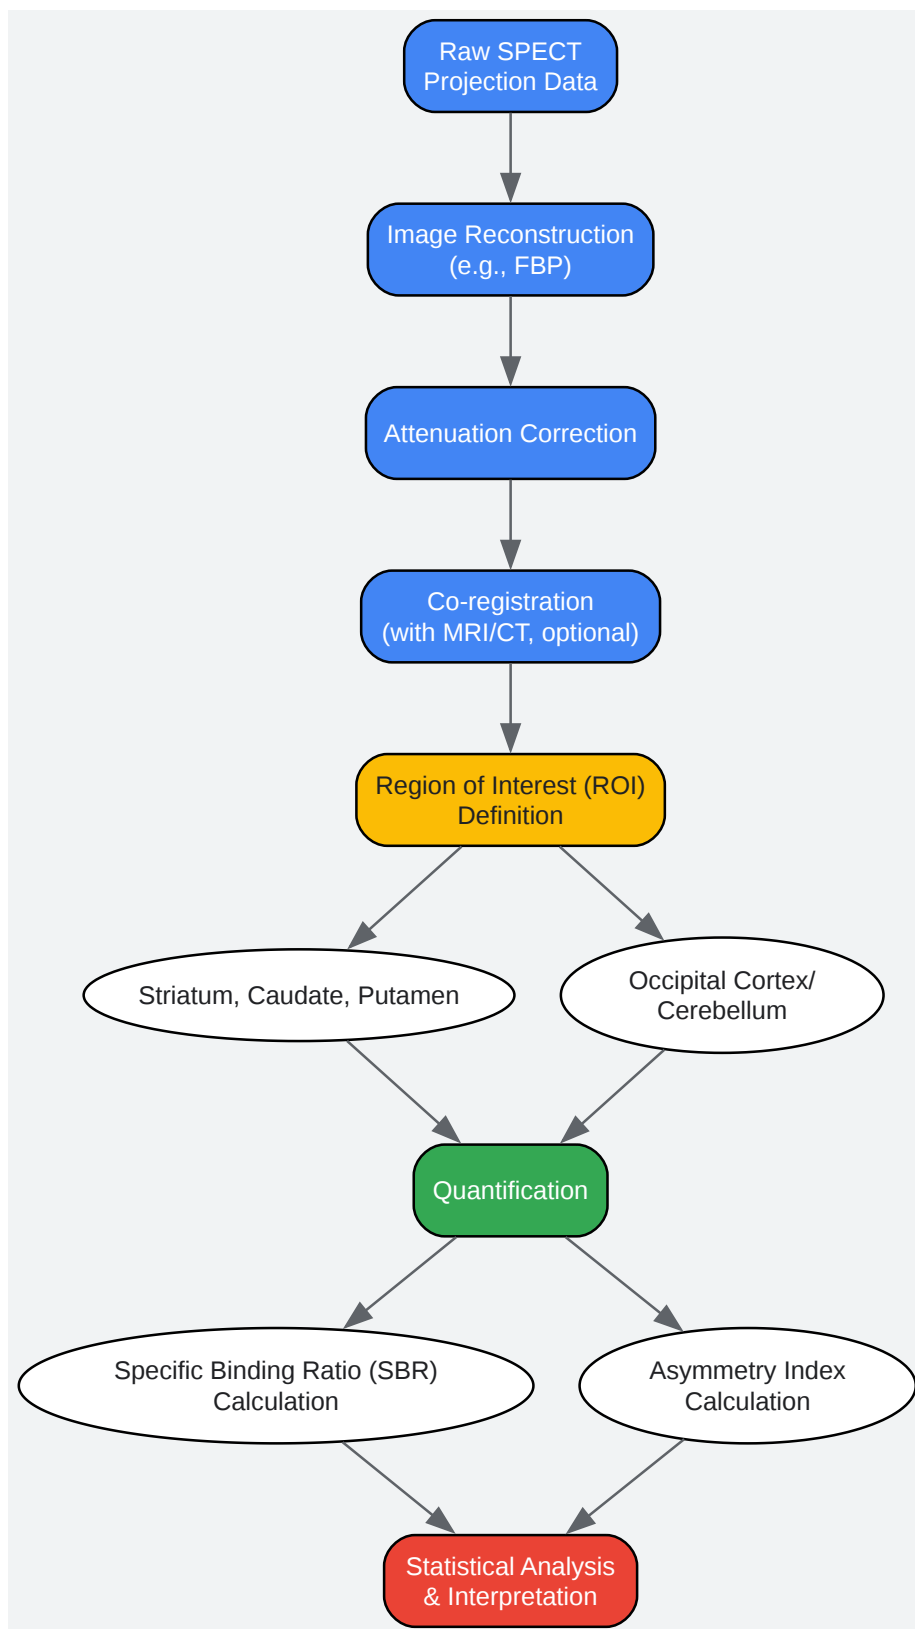 Raw SPECT
Projection Data
Image Reconstruction
(e.g., FBP)
Attenuation Correction
Co-registration
(with MRI/CT, optional)
Region of Interest (ROI)
Definition
Striatum, Caudate, Putamen
Occipital Cortex/
Cerebellum
Quantification
Specific Binding Ratio (SBR)
Calculation
Asymmetry Index
Calculation
Statistical Analysis
& Interpretation